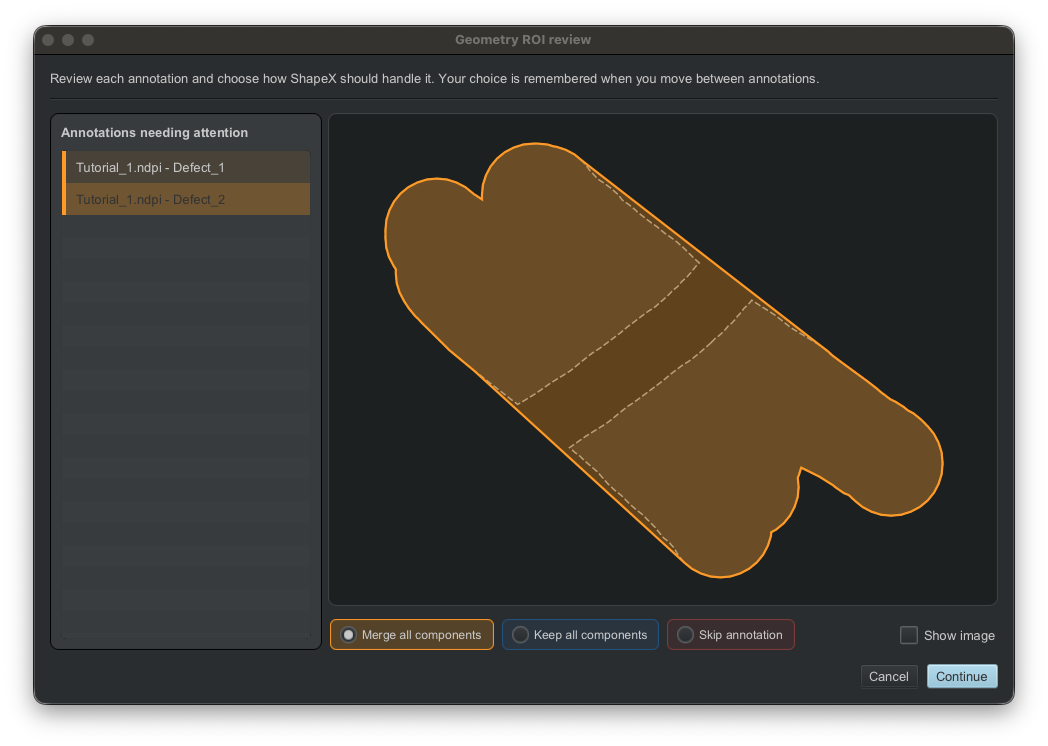 Geometry ROI review
Review each annotation and choose how ShapeX should handle it. Your choice is remembered when you move between annotations.
Annotations needing attention
Tutorial_1.ndpi - Defect_1
Tutorial_1.ndpi - Defect_2
Merge all components
Keep all components
Skip annotation
Show image
Cancel
Continue